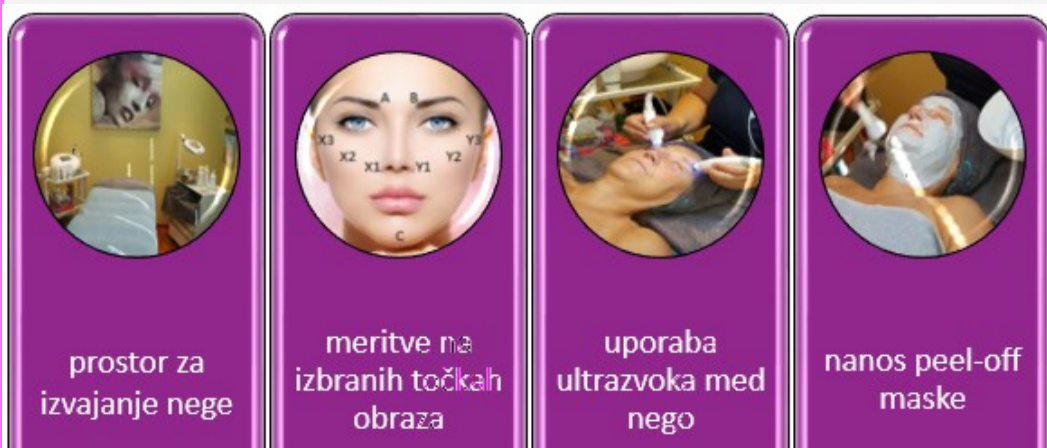 prostor za
izvajanje nege
A B
X3 Y3
X2 Y2
X1 Y1
C
meritve na
izbranih točkah
obraza
uporaba
ultrazvoka med
nego
nanos peel-off
maske